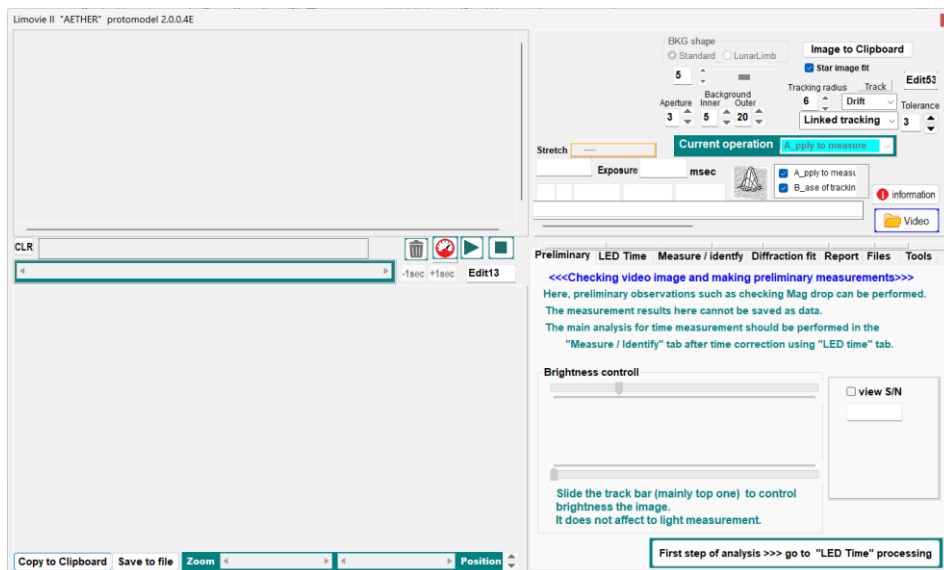 Limovie II "AETHER" protomodel 2.0.0.4E
BKG shape
Standard LunarLimb
Image to Clipboard
Star image fit
5
Edit53
Tracking radius Track
Background
Aperture Inner Outer
6 Drift
Tolerance
3 5 20
Linked tracking
3
Current operation A_pply to measure
Stretch
Exposure msec
A_pply to measu
B_ase of trackin
information
Video
CLR
-1sec +1sec Edit13
Preliminary LED Time Measure / identfy Diffraction fit Report Files Tools
<<<Checking video image and making preliminary measurements>>>
Here, preliminary observations such as checking Mag drop can be performed.
The measurement results here cannot be saved as data.
The main analysis for time measurement should be performed in the
"Measure / Identify" tab after time correction using "LED time" tab.
Brightness controll
view S/N
Slide the track bar (mainly top one) to control
brightness the image.
It does not affect to light measurement.
First step of analysis >>> go to "LED Time" processing
Copy to Clipboard Save to file Zoom Position